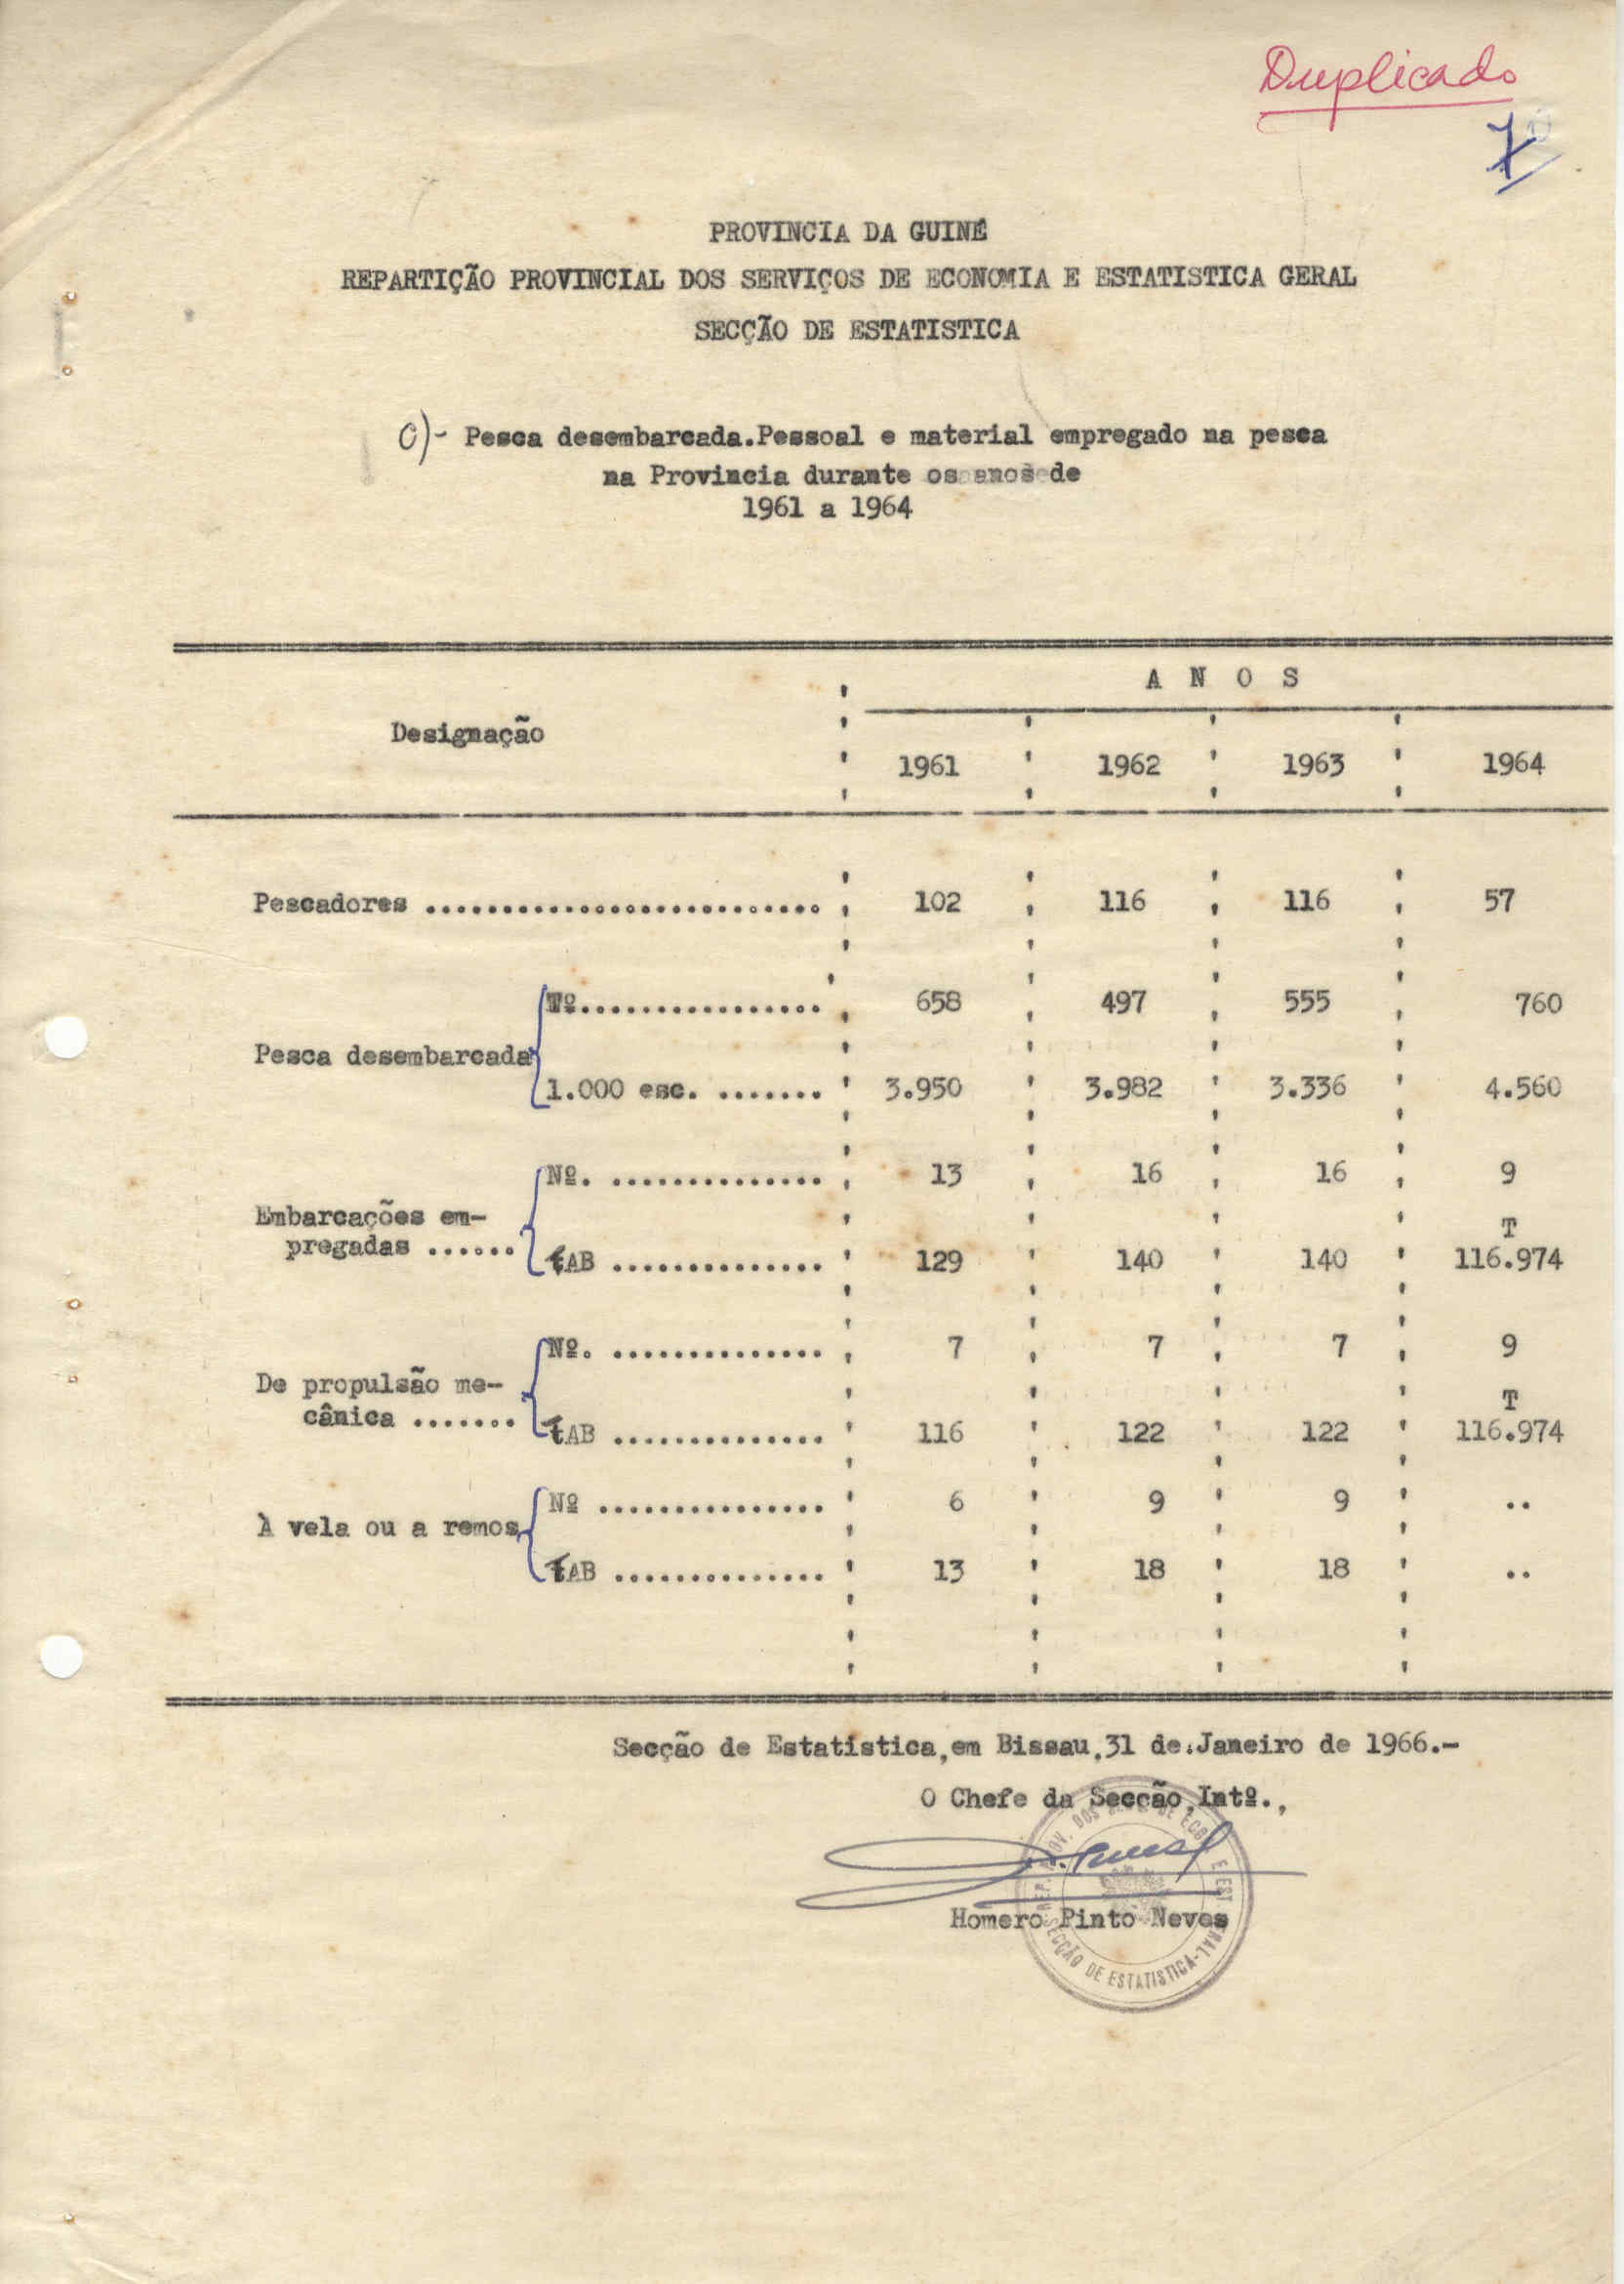 Duplicado
7
PROVINCIA DA GUINÉ
REPARTIÇÃO PROVINCIAL DOS SERVIÇOS DE ECONOMIA E ESTATISTICA GERAL
SECÇÃO DE ESTATISTICA
C)- Pesca desembarcada.Pessoal e material empregado na pesca
na Provincia durante os anos de
1961 a 1964
A N O S
Designação
1961 1962 1963 1964
Pescadores .......................... 102 116 116 57
Nº................ 658 497 555 760
Pesca desembarcada
1.000 esc. ....... 3.950 3.982 3.336 4.560
Nº. .............. 13 16 16 9
Embarcações em-
T
pregadas ......
tAB .............. 129 140 140 116.974
Nº. .............. 7 7 7 9
De propulsão me-
T
cânica .......
tAB .............. 116 122 122 116.974
Nº ............... 6 9 9 ..
À vela ou a remos
tAB .............. 13 18 18 ..
Secção de Estatística,em Bissau,31 de Janeiro de 1966.-
O Chefe da Secção,Intº.,
Homero Pinto Neves
SECÇÃO DE ESTATISTICA